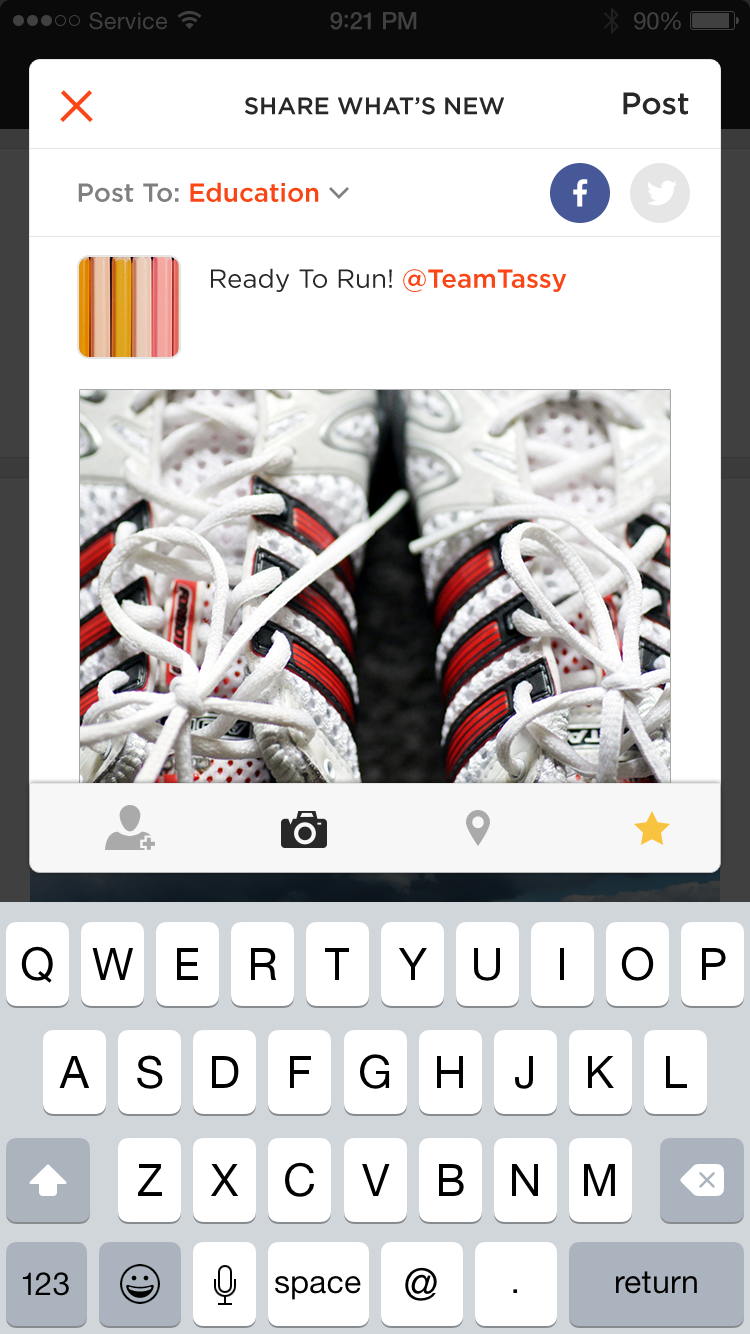 Service 9:21 PM 90%
SHARE WHAT'S NEW Post
Post To: Education
Ready To Run! @TeamTassy
Q W E R T Y U I O P
A S D F G H J K L
Z X C V B N M
123 space @ . return